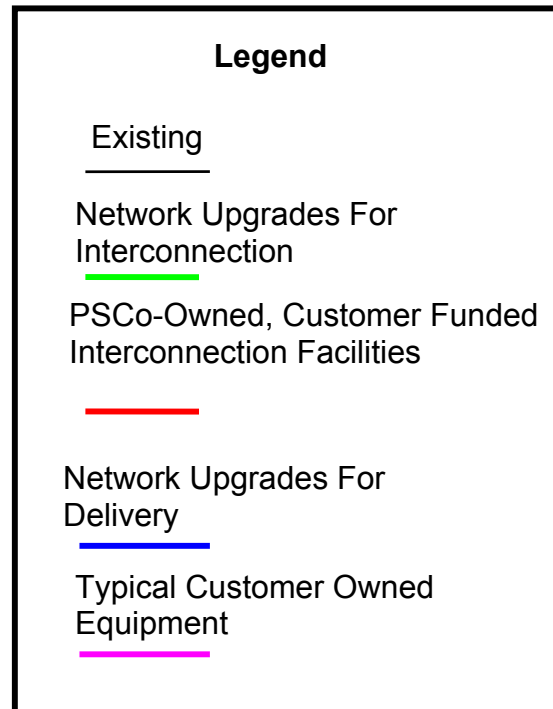 Legend
Existing
Network Upgrades For
Interconnection
PSCo-Owned, Customer Funded
Interconnection Facilities
Network Upgrades For
Delivery
Typical Customer Owned
Equipment